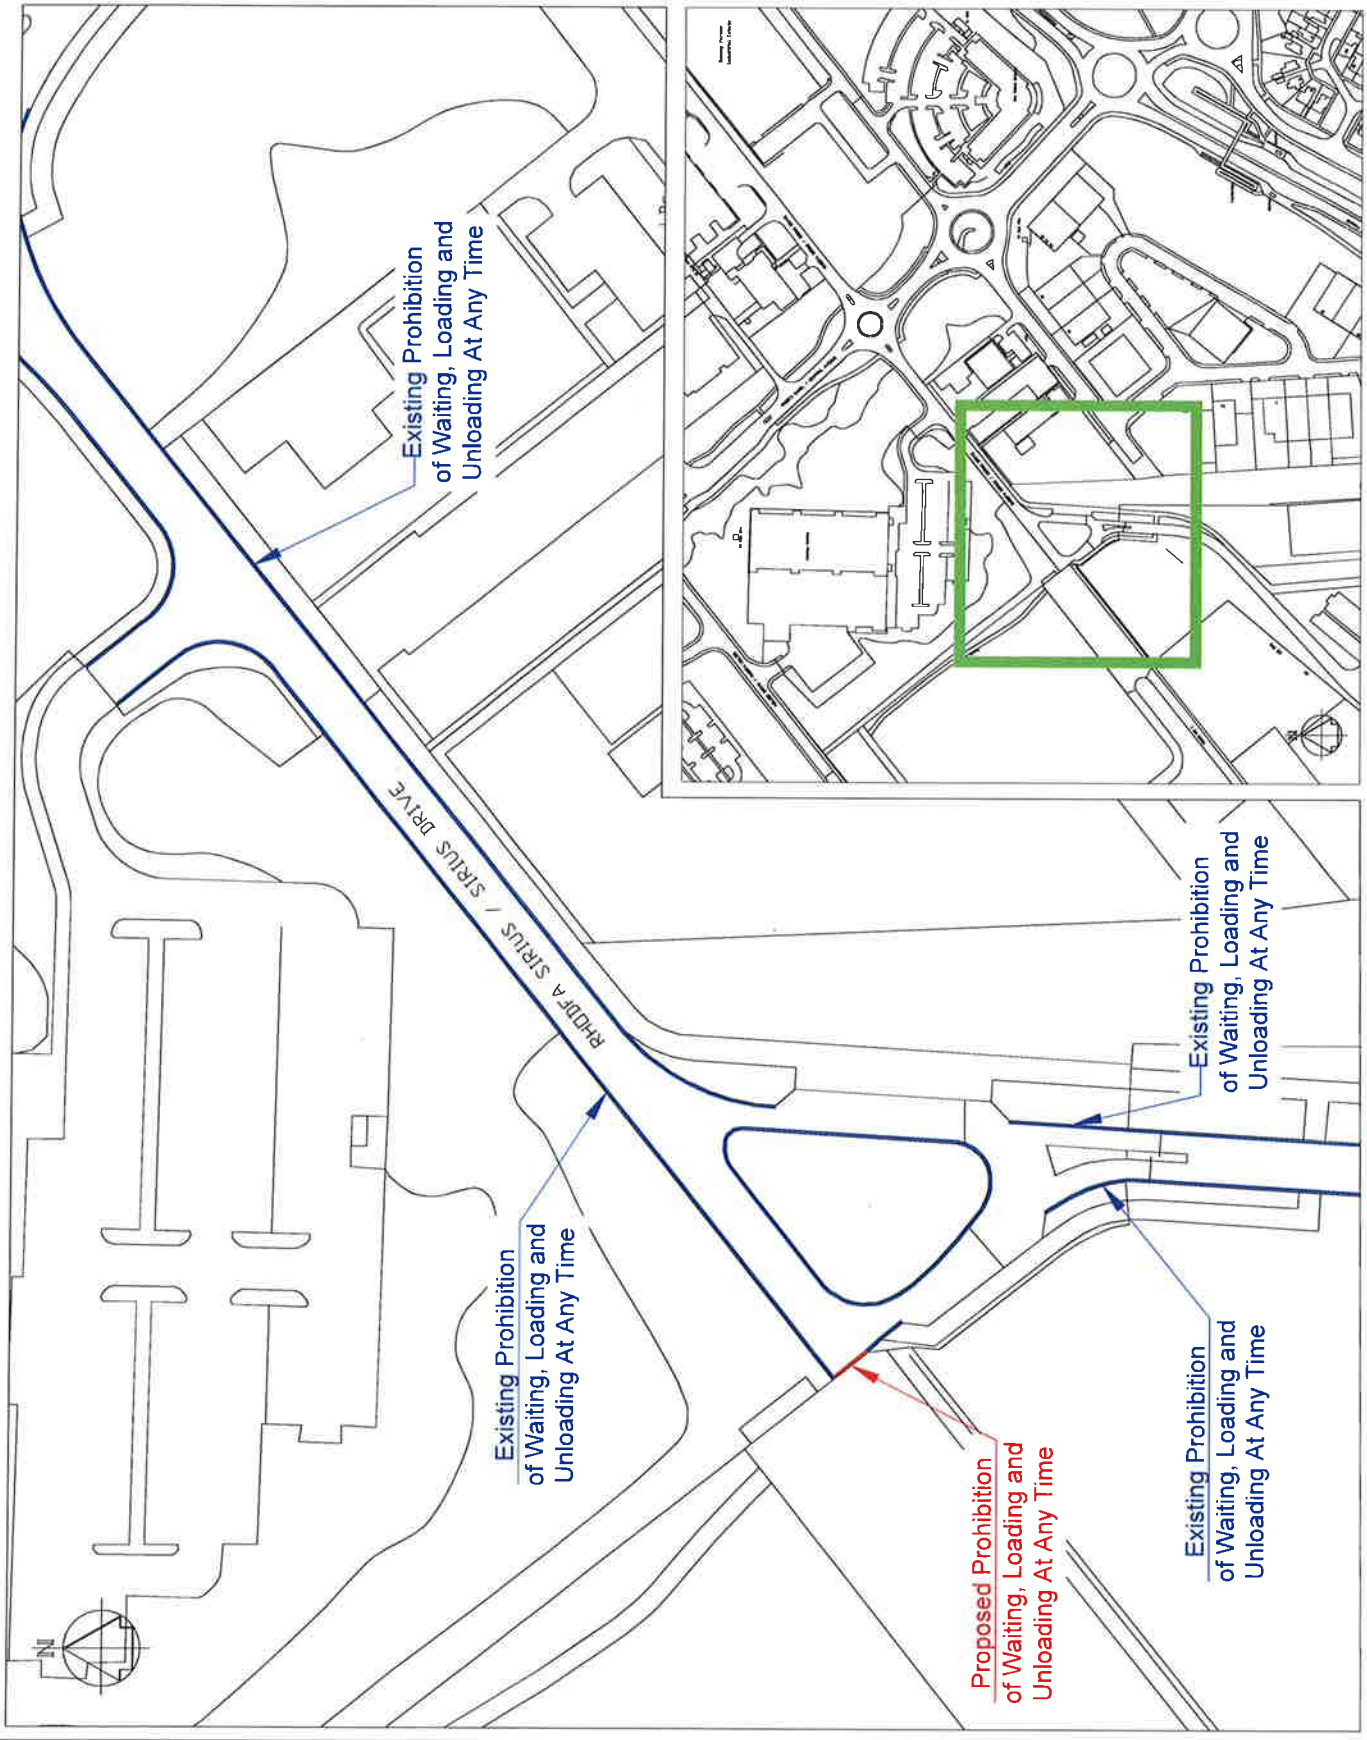 Existing Prohibition
of Waiting, Loading and
Unloading At Any Time
RHODFA SIRIUS / SIRIUS DRIVE
Existing Prohibition
of Waiting, Loading and
Unloading At Any Time
Existing Prohibition
of Waiting, Loading and
Unloading At Any Time
Existing Prohibition
of Waiting, Loading and
Unloading At Any Time
Proposed Prohibition
of Waiting, Loading and
Unloading At Any Time
N
N